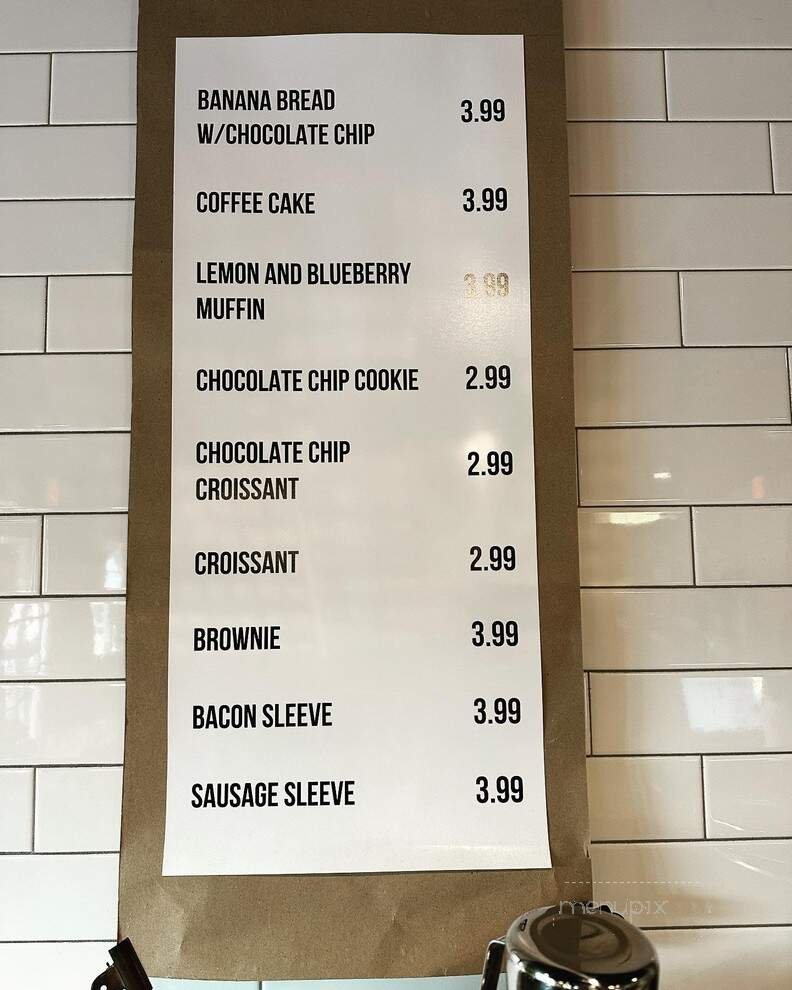 BANANA BREAD
W/CHOCOLATE CHIP 3.99
COFFEE CAKE 3.99
LEMON AND BLUEBERRY
MUFFIN 3.99
CHOCOLATE CHIP COOKIE 2.99
CHOCOLATE CHIP
CROISSANT 2.99
CROISSANT 2.99
BROWNIE 3.99
BACON SLEEVE 3.99
SAUSAGE SLEEVE 3.99
menupix